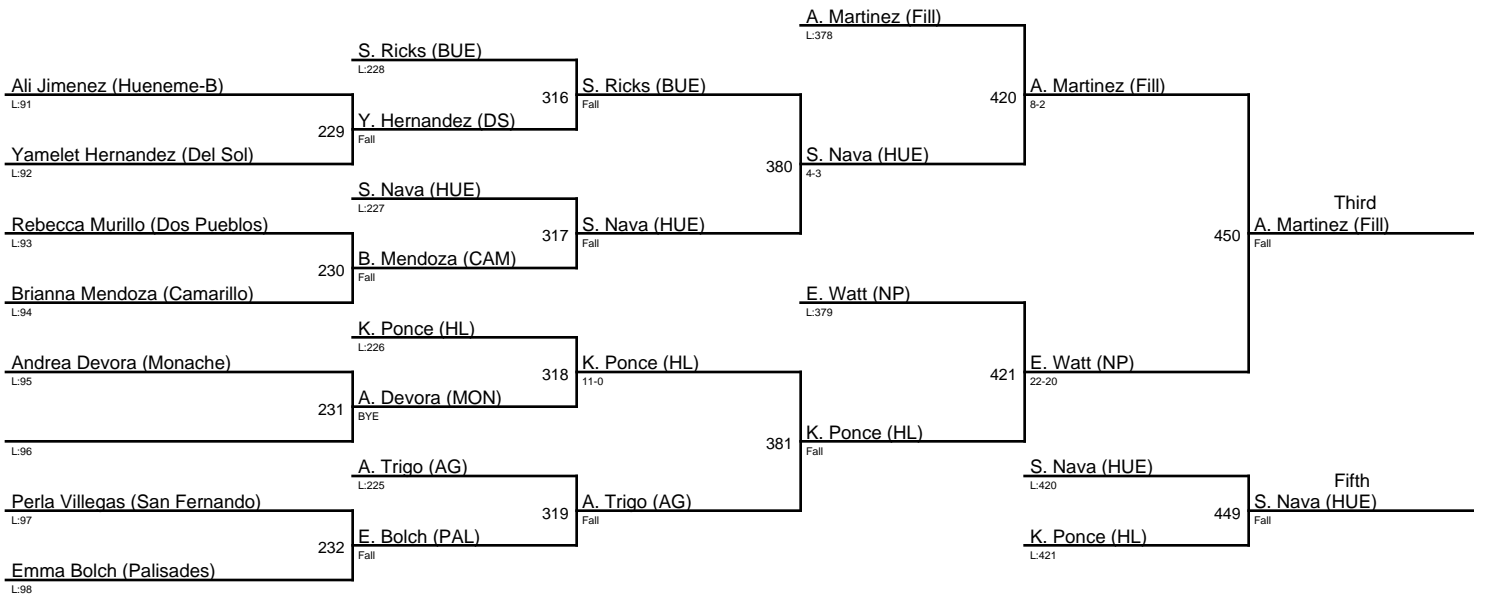 Ali Jimenez (Hueneme-B)
L:91
Yamelet Hernandez (Del Sol)
L:92
Rebecca Murillo (Dos Pueblos)
L:93
Brianna Mendoza (Camarillo)
L:94
Andrea Devora (Monache)
L:95
L:96
Perla Villegas (San Fernando)
L:97
Emma Bolch (Palisades)
L:98
229
230
231
232
S. Ricks (BUE)
L:228
Y. Hernandez (DS)
Fall
S. Nava (HUE)
L:227
B. Mendoza (CAM)
Fall
K. Ponce (HL)
L:226
A. Devora (MON)
BYE
A. Trigo (AG)
L:225
E. Bolch (PAL)
Fall
316
317
318
319
S. Ricks (BUE)
Fall
S. Nava (HUE)
Fall
K. Ponce (HL)
11-0
A. Trigo (AG)
Fall
380
381
A. Martinez (Fill)
L:378
S. Nava (HUE)
4-3
E. Watt (NP)
L:379
K. Ponce (HL)
Fall
420
421
A. Martinez (Fill)
8-2
E. Watt (NP)
22-20
S. Nava (HUE)
L:420
K. Ponce (HL)
L:421
450
449
Third
A. Martinez (Fill)
Fall
Fifth
S. Nava (HUE)
Fall